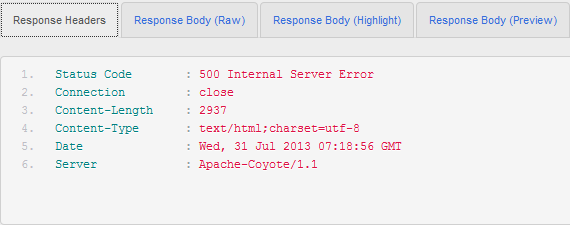 Response Headers Response Body (Raw) Response Body (Highlight) Response Body (Preview)
1. Status Code : 500 Internal Server Error
2. Connection : close
3. Content-Length : 2937
4. Content-Type : text/html;charset=utf-8
5. Date : Wed, 31 Jul 2013 07:18:56 GMT
6. Server : Apache-Coyote/1.1